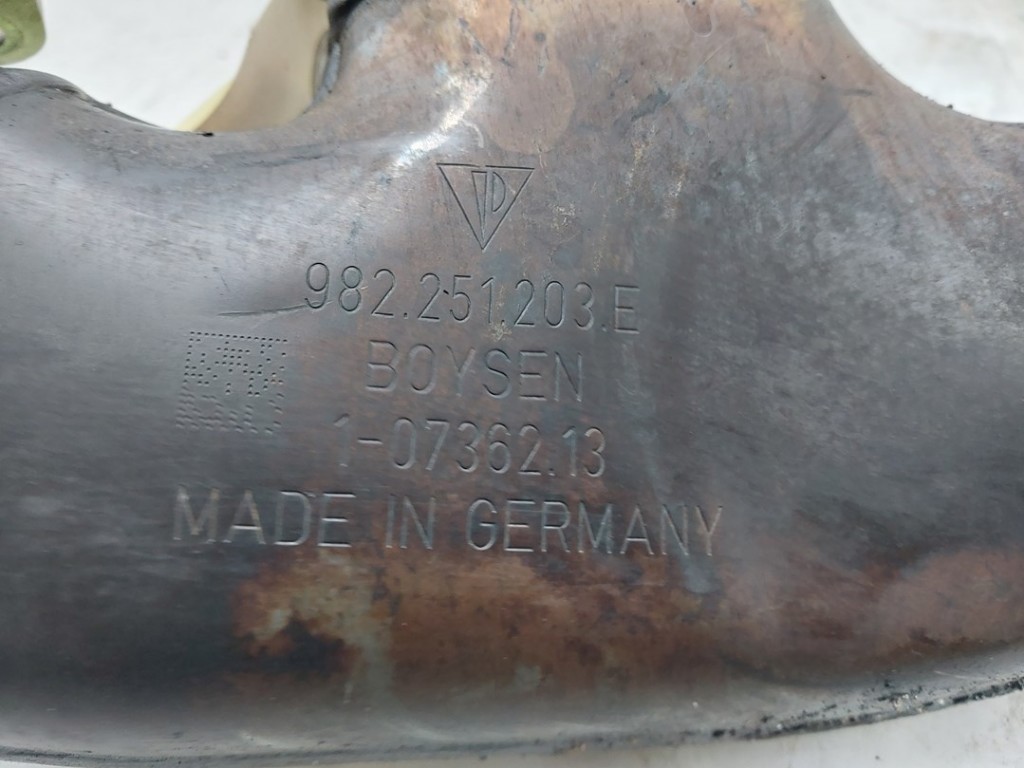 982.251.203.E
BOYSEN
1-07362.13
MADE IN GERMANY